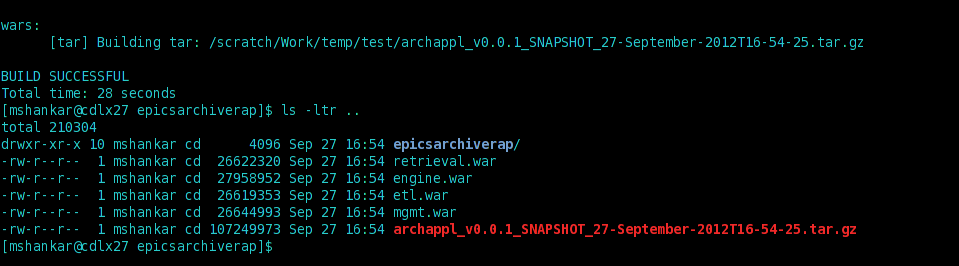 wars:
      [tar] Building tar: /scratch/Work/temp/test/archappl_v0.0.1_SNAPSHOT_27-September-2012T16-54-25.tar.gz
BUILD SUCCESSFUL
Total time: 28 seconds
[mshankar@cdlx27 epicsarchiverap]$ ls -ltr ..
total 210304
drwxr-xr-x 10 mshankar cd      4096 Sep 27 16:54 epicsarchiverap/
-rw-r--r--  1 mshankar cd  26622320 Sep 27 16:54 retrieval.war
-rw-r--r--  1 mshankar cd  27958952 Sep 27 16:54 engine.war
-rw-r--r--  1 mshankar cd  26619353 Sep 27 16:54 etl.war
-rw-r--r--  1 mshankar cd  26644993 Sep 27 16:54 mgmt.war
-rw-r--r--  1 mshankar cd 107249973 Sep 27 16:54 archappl_v0.0.1_SNAPSHOT_27-September-2012T16-54-25.tar.gz
[mshankar@cdlx27 epicsarchiverap]$